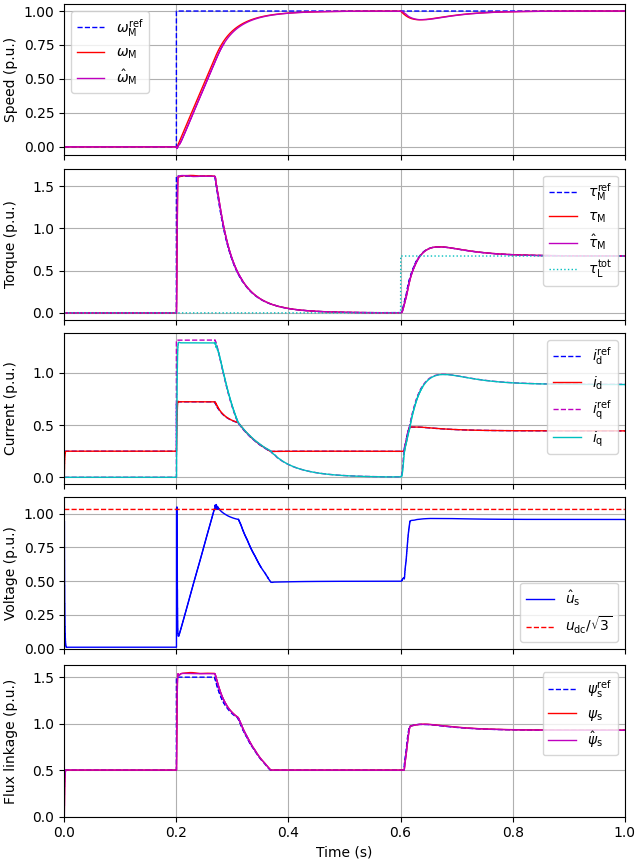 Speed (p.u.)
1.00
0.75
0.50
0.25
0.00
ω_M^ref
ω_M
ω̂_M
Torque (p.u.)
1.5
1.0
0.5
0.0
τ_M^ref
τ_M
τ̂_M
τ_L^tot
Current (p.u.)
1.0
0.5
0.0
i_d^ref
i_d
i_q^ref
i_q
Voltage (p.u.)
1.00
0.75
0.50
0.25
0.00
û_s
u_dc/√3
Flux linkage (p.u.)
1.5
1.0
0.5
0.0
ψ_s^ref
ψ_s
ψ̂_s
0.0 0.2 0.4 0.6 0.8 1.0
Time (s)